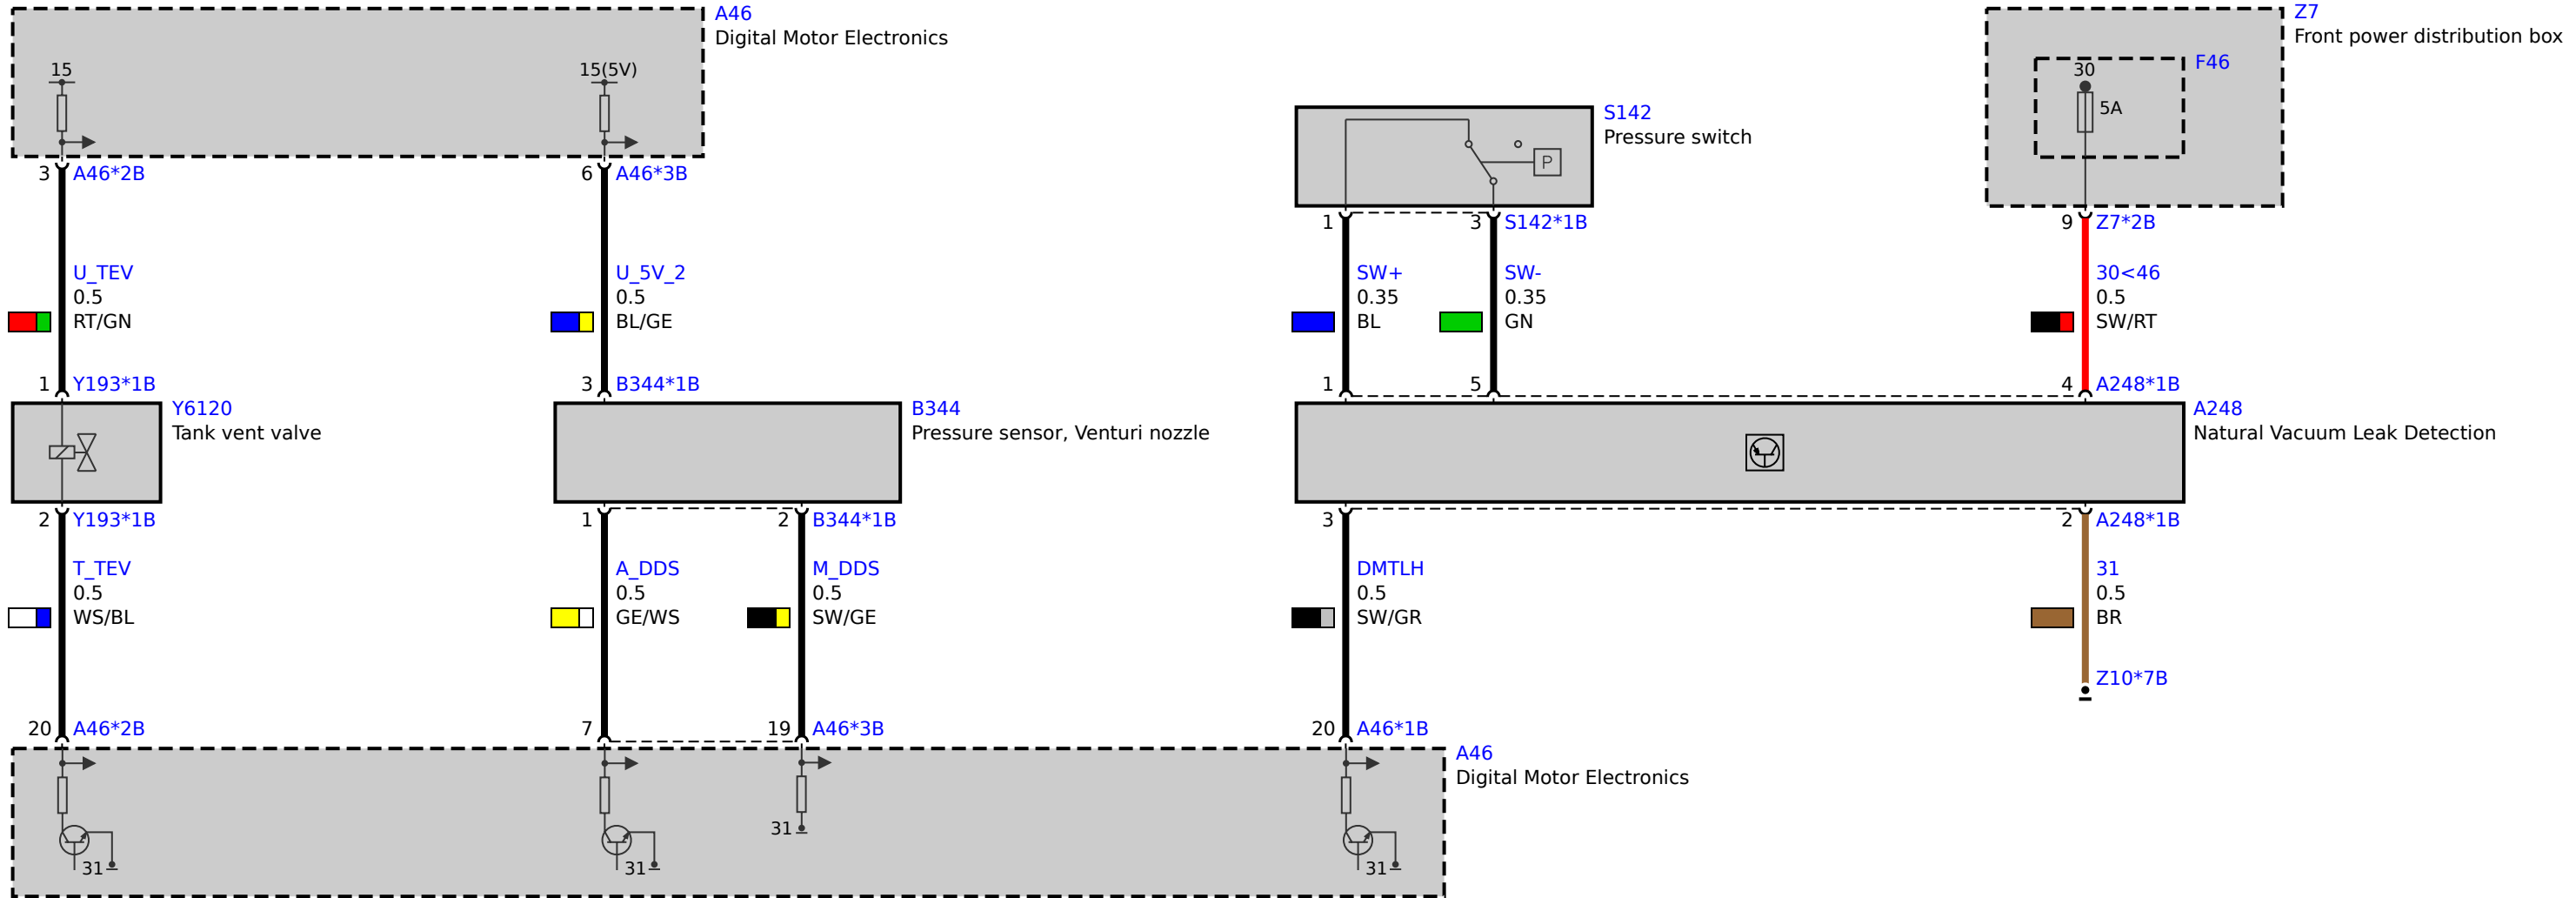 A46
Digital Motor Electronics
15
15(5V)
3 A46*2B
6 A46*3B
Z7
Front power distribution box
F46
30
5A
S142
Pressure switch
P
1
3 S142*1B
9 Z7*2B
U_TEV
0.5
RT/GN
U_5V_2
0.5
BL/GE
SW+
0.35
BL
SW-
0.35
GN
30<46
0.5
SW/RT
1 Y193*1B
3 B344*1B
1
5
4 A248*1B
Y6120
Tank vent valve
B344
Pressure sensor, Venturi nozzle
A248
Natural Vacuum Leak Detection
2 Y193*1B
1
2 B344*1B
3
2 A248*1B
T_TEV
0.5
WS/BL
A_DDS
0.5
GE/WS
M_DDS
0.5
SW/GE
DMTLH
0.5
SW/GR
31
0.5
BR
Z10*7B
20 A46*2B
7
19 A46*3B
20 A46*1B
A46
Digital Motor Electronics
31
31
31
31